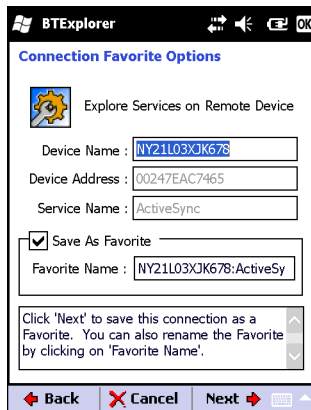 BTExplorer
OK
Connection Favorite Options
Explore Services on Remote Device
Device Name : NY21L03XJK678
Device Address : 00247EAC7465
Service Name : ActiveSync
Save As Favorite
Favorite Name : NY21L03XJK678:ActiveSy
Click 'Next' to save this connection as a
Favorite. You can also rename the Favorite
by clicking on 'Favorite Name'.
Back Cancel Next